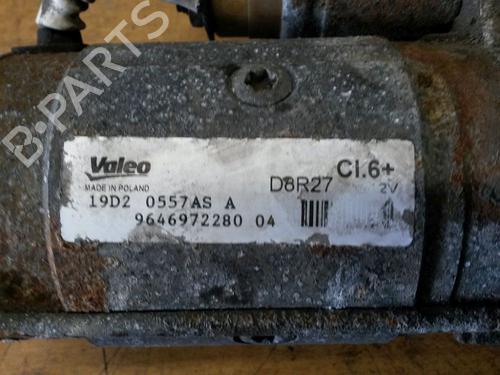 B-PARTS
Valeo
MADE IN POLAND
D8R27
Cl.6+
2V
19D2 0557AS A
9646972280 04